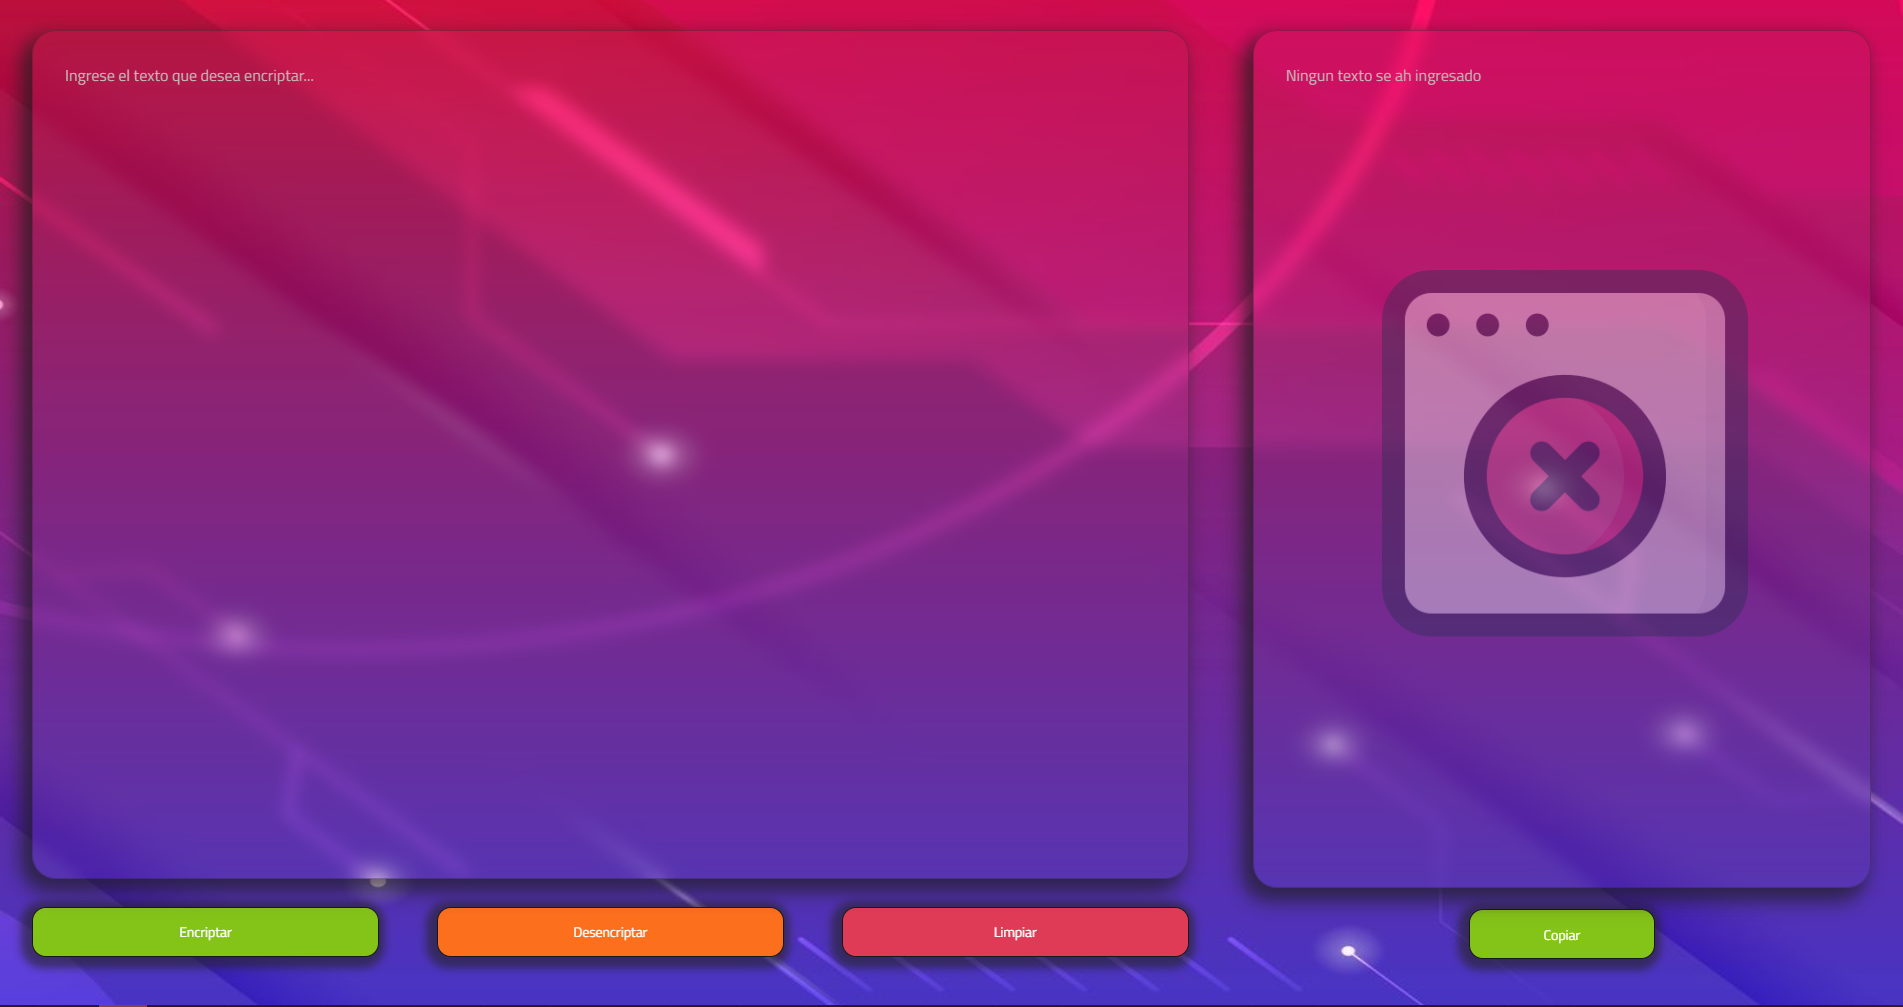 Ingrese el texto que desea encriptar...
Ningun texto se ah ingresado
Encriptar
Desencriptar
Limpiar
Copiar